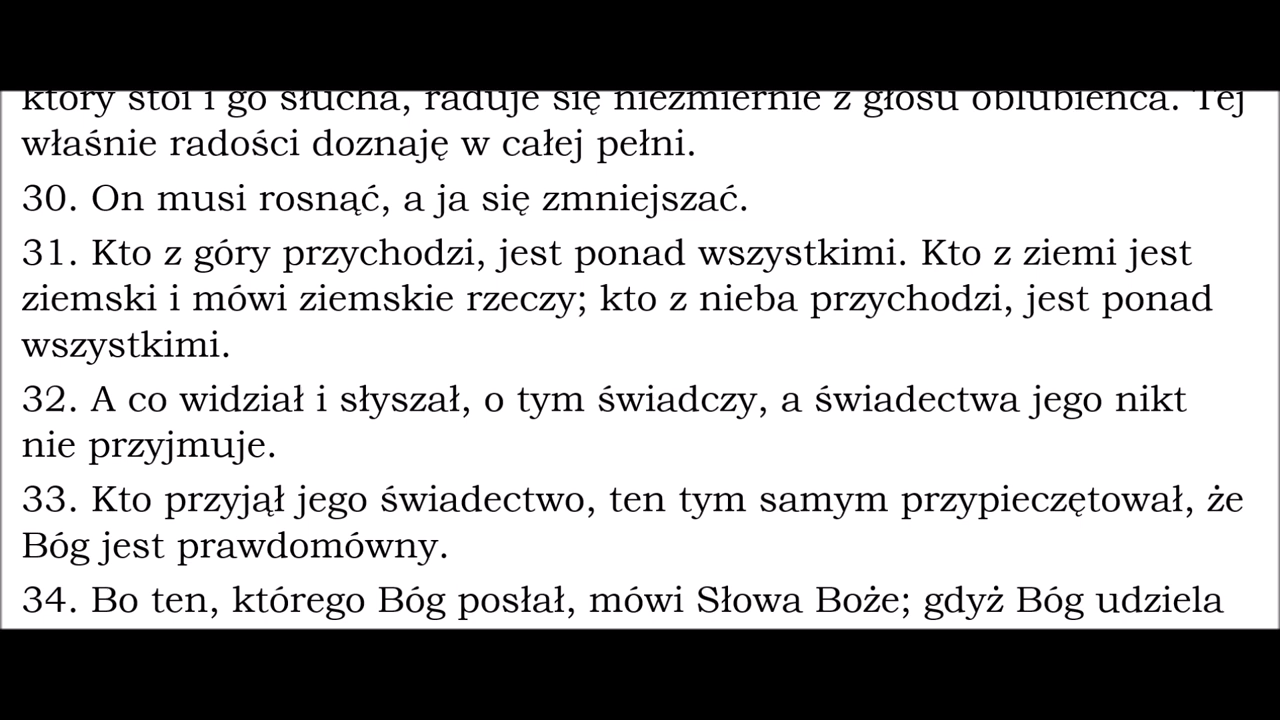 który stoi i go słucha, raduje się niezmiernie z głosu oblubieńca. Tej
właśnie radości doznaję w całej pełni.
30. On musi rosnąć, a ja się zmniejszać.
31. Kto z góry przychodzi, jest ponad wszystkimi. Kto z ziemi jest
ziemski i mówi ziemskie rzeczy; kto z nieba przychodzi, jest ponad
wszystkimi.
32. A co widział i słyszał, o tym świadczy, a świadectwa jego nikt
nie przyjmuje.
33. Kto przyjął jego świadectwo, ten tym samym przypieczętował, że
Bóg jest prawdomówny.
34. Bo ten, którego Bóg posłał, mówi Słowa Boże; gdyż Bóg udziela